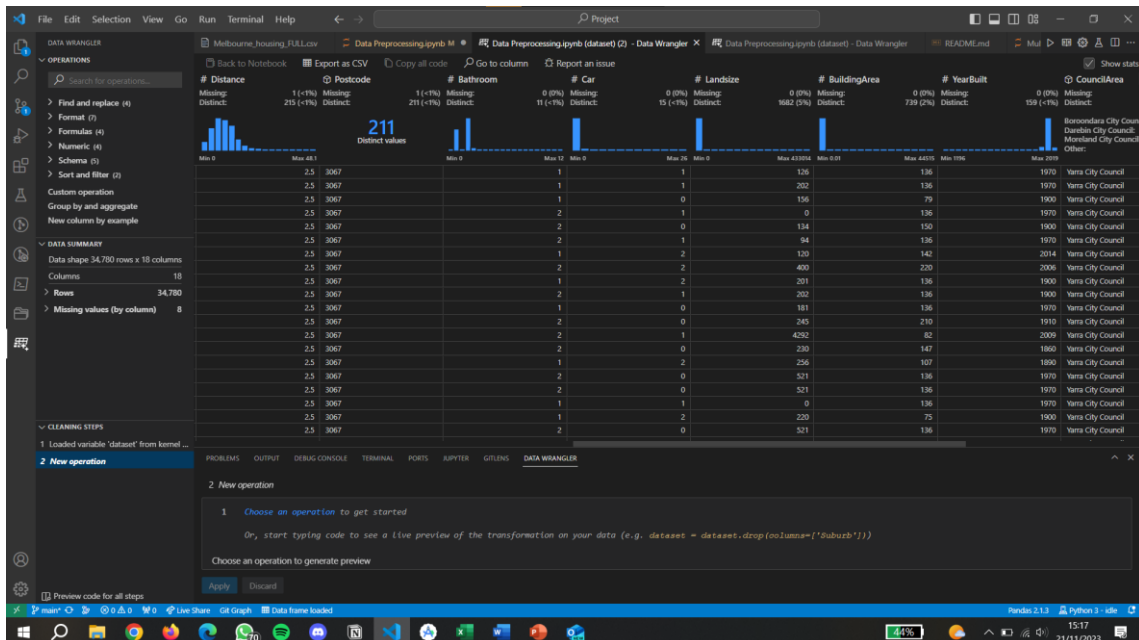 File Edit Selection View Go Run Terminal Help
Project
DATA WRANGLER
Melbourne_housing_FULL.csv
Data Preprocessing.ipynb M
Data Preprocessing.ipynb (dataset) (2) - Data Wrangler
Data Preprocessing.ipynb (dataset) - Data Wrangler
README.md
Mul
OPERATIONS
Search for operations...
Find and replace (4)
Format (7)
Formulas (4)
Numeric (4)
Schema (5)
Sort and filter (2)
Custom operation
Group by and aggregate
New column by example
DATA SUMMARY
Data shape 34,780 rows x 18 columns
Columns 18
Rows 34,780
Missing values (by column) 8
CLEANING STEPS
1 Loaded variable 'dataset' from kernel ...
2 New operation
Preview code for all steps
Back to Notebook Export as CSV Copy all code Go to column Report an issue Show stats
# Distance Postcode # Bathroom # Car # Landsize # BuildingArea # YearBuilt CouncilArea
Missing: 1 (<1%) Missing: 1 (<1%) Missing: 0 (0%) Missing: 0 (0%) Missing: 0 (0%) Missing: 0 (0%) Missing: 0 (0%) Missing:
Distinct: 215 (<1%) Distinct: 211 (<1%) Distinct: 11 (<1%) Distinct: 15 (<1%) Distinct: 1682 (5%) Distinct: 739 (2%) Distinct: 159 (<1%) Distinct:
211
Distinct values
Boroondara City Coun
Darebin City Council:
Moreland City Council
Other:
Min 0 Max 48.1 Min 0 Max 12 Min 0 Max 26 Min 0 Max 433014 Min 0.01 Max 44515 Min 1196 Max 2019
2.5 3067 1 1 126 136 1970 Yarra City Council
2.5 3067 1 1 202 136 1970 Yarra City Council
2.5 3067 1 0 156 79 1900 Yarra City Council
2.5 3067 2 1 0 136 1970 Yarra City Council
2.5 3067 2 0 134 150 1900 Yarra City Council
2.5 3067 2 1 94 136 1970 Yarra City Council
2.5 3067 1 2 120 142 2014 Yarra City Council
2.5 3067 2 2 400 220 2006 Yarra City Council
2.5 3067 1 2 201 136 1900 Yarra City Council
2.5 3067 2 1 202 136 1900 Yarra City Council
2.5 3067 1 0 181 136 1970 Yarra City Council
2.5 3067 2 0 245 210 1910 Yarra City Council
2.5 3067 2 1 4292 82 2009 Yarra City Council
2.5 3067 2 0 230 147 1860 Yarra City Council
2.5 3067 1 2 256 107 1890 Yarra City Council
2.5 3067 2 0 521 136 1970 Yarra City Council
2.5 3067 2 0 521 136 1970 Yarra City Council
2.5 3067 1 1 0 136 1970 Yarra City Council
2.5 3067 1 2 220 75 1900 Yarra City Council
2.5 3067 2 0 521 136 1970 Yarra City Council
PROBLEMS OUTPUT DEBUG CONSOLE TERMINAL PORTS JUPYTER GITLENS DATA WRANGLER
2 New operation
1 Choose an operation to get started
Or, start typing code to see a live preview of the transformation on your data (e.g. dataset = dataset.drop(columns=['Suburb']))
Choose an operation to generate preview
Apply Discard
main* 0 0 0 Live Share Git Graph Data frame loaded Pandas 2.1.3 Python 3 - idle
70
44%
15:17
21/11/2023